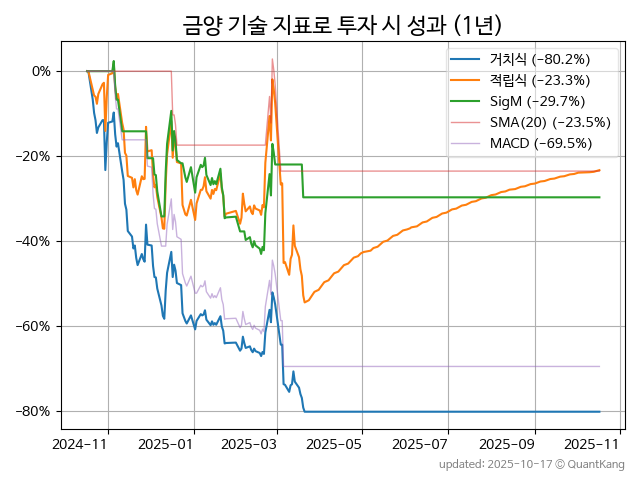 금양 기술 지표로 투자 시 성과 (1년)
거치식 (−80.2%)
적립식 (−23.3%)
SigM (−29.7%)
SMA(20) (−23.5%)
MACD (−69.5%)
0%
−20%
−40%
−60%
−80%
2024−11 2025−01 2025−03 2025−05 2025−07 2025−09 2025−11
updated: 2025-10-17 © QuantKang